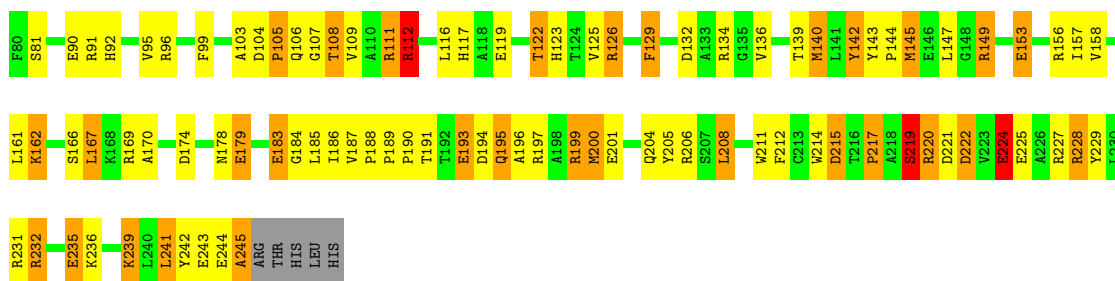 F80 S81 E90 R91 H92 V95 R96 F99 A103 D104 P105 Q106 G107 T108 V109 A110 R111 R112 L116 H117 A118 E119 T122 H123 T124 V125 R126 F129 D132 A133 R134 G135 V136 T139 M140 L141 Y142 Y143 P144 M145 E146 L147 G148 R149 E153 R156 I157 V158
L161 K162 S166 L167 K168 R169 A170 D174 N178 E179 E183 G184 L185 I186 V187 P188 P189 P190 T191 T192 E193 D194 Q195 A196 R197 A198 R199 M200 E201 Q204 Y205 R206 S207 L208 W211 F212 C213 W214 D215 T216 P217 A218 S219 R220 D221 D222 V223 E224 E225 A226 R227 R228 Y229 L230
R231 R232 E235 K236 K239 L240 L241 Y242 E243 E244 A245 ARG THR HIS LEU HIS